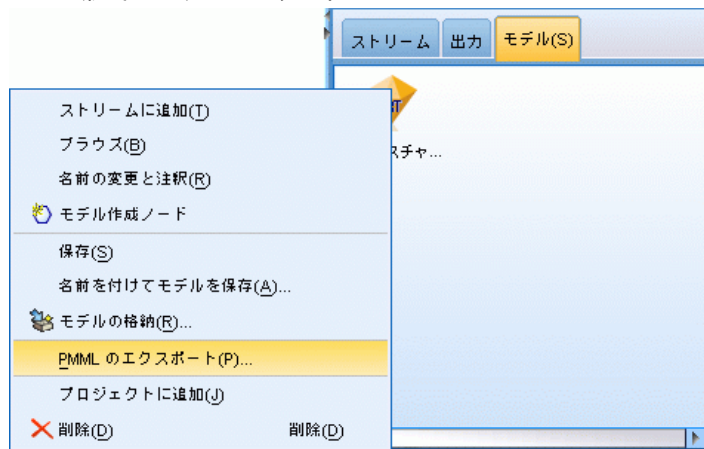 ストリーム 出力 モデル(S)
ストリームに追加(T)
ブラウズ(B)
名前の変更と注釈(R)
モデル作成ノード
保存(S)
名前を付けてモデルを保存(A)...
モデルの格納(R)...
PMML のエクスポート(P)...
プロジェクトに追加(J)
削除(D) 削除(D)
スチャ...